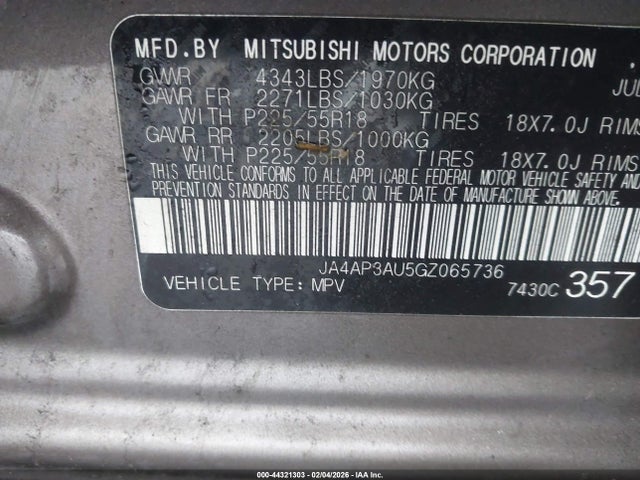 MFD.BY MITSUBISHI MOTORS CORPORATION
GVWR 4343LBS/1970KG JUL
GAWR FR 2271LBS/1030KG
WITH P225/55R18 TIRES 18X7.0J RIMS
GAWR RR 2205LBS/1000KG
WITH P225/55R18 TIRES 18X7.0J RIMS
THIS VEHICLE CONFORMS TO ALL APPLICABLE FEDERAL MOTOR VEHICLE SAFETY AND
PREVENTION STANDARDS IN EFFECT ON THE DATE OF MANUFACTURE SHOWN ABOVE.
JA4AP3AU5GZ065736
VEHICLE TYPE: MPV 7430C 357
000-44321303 - 02/04/2026 - IAA Inc.